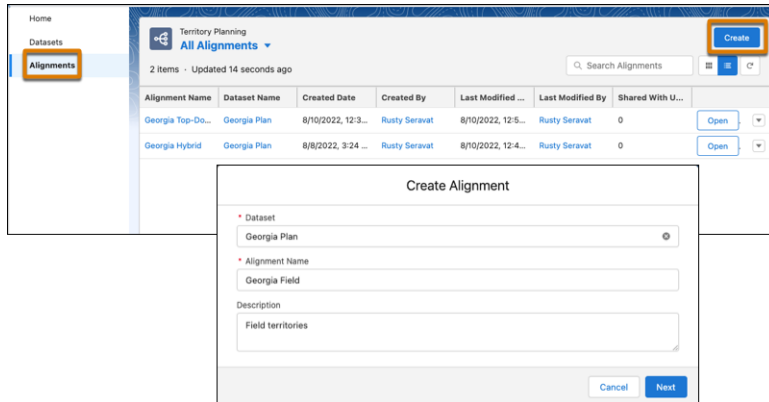 Home
Datasets
Alignments
Territory Planning
All Alignments
Create
2 items · Updated 14 seconds ago
Search Alignments
Alignment Name Dataset Name Created Date Created By Last Modified ... Last Modified By Shared With U...
Georgia Top-Do... Georgia Plan 8/10/2022, 12:3... Rusty Seravat 8/10/2022, 12:5... Rusty Seravat 0 Open
Georgia Hybrid Georgia Plan 8/8/2022, 3:24 ... Rusty Seravat 8/10/2022, 12:4... Rusty Seravat 0 Open
Create Alignment
* Dataset
Georgia Plan
* Alignment Name
Georgia Field
Description
Field territories
Cancel Next